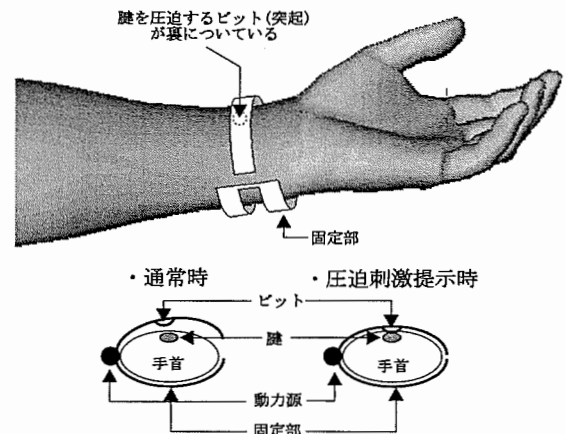 腱を圧迫するビット(突起)
が裏についている
固定部
・通常時
・圧迫刺激提示時
ビット
腱
手首
手首
動力源
固定部